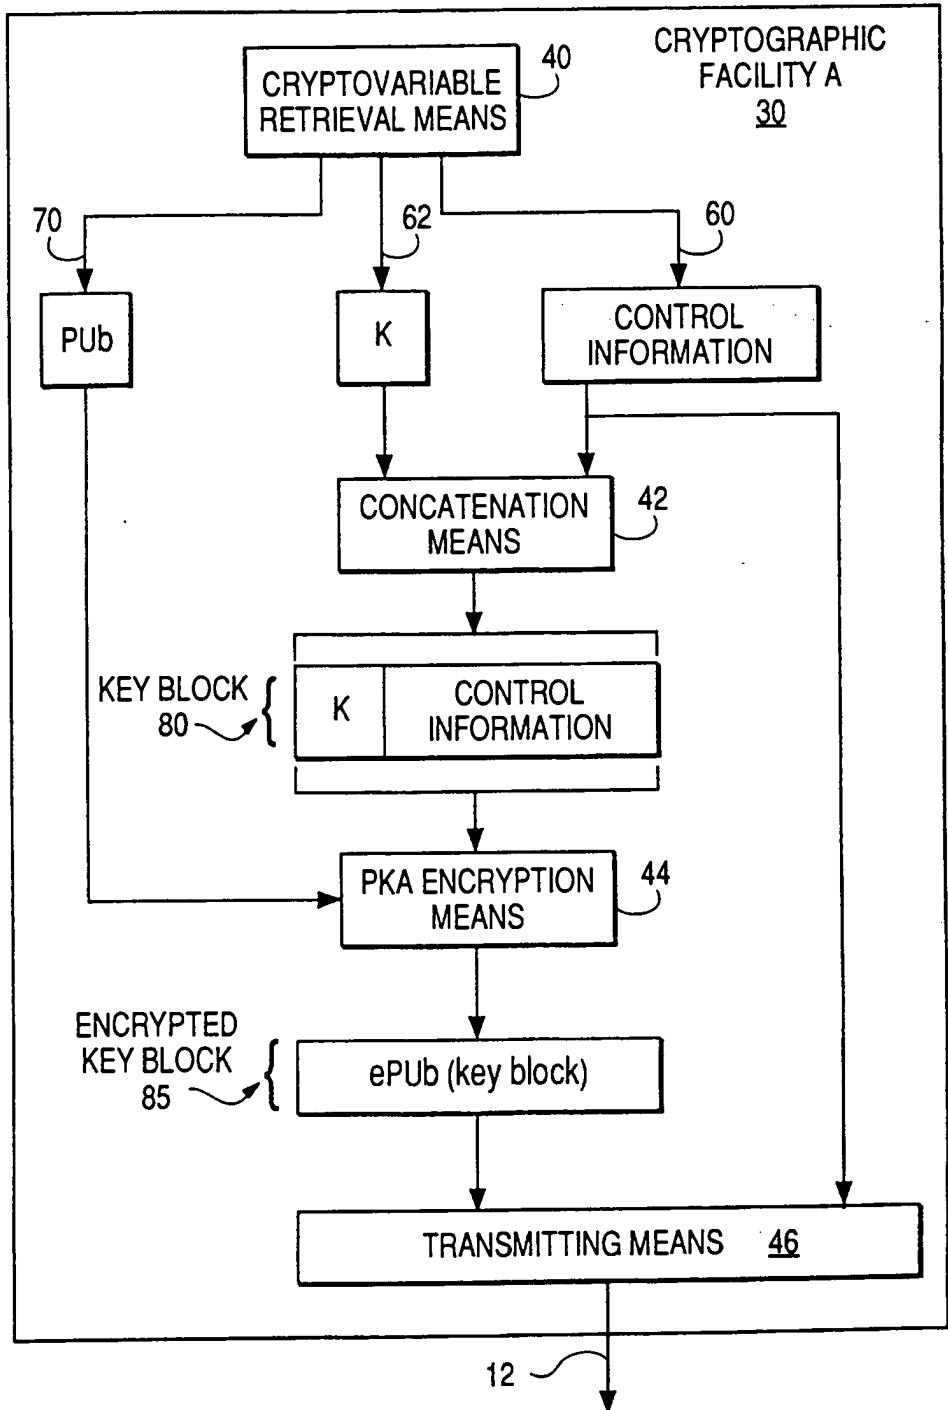 CRYPTOGRAPHIC
FACILITY A
30
CRYPTOVARIABLE
RETRIEVAL MEANS
40
70
62
60
PUb
K
CONTROL
INFORMATION
CONCATENATION
MEANS
42
KEY BLOCK
80
K
CONTROL
INFORMATION
PKA ENCRYPTION
MEANS
44
ENCRYPTED
KEY BLOCK
85
ePUb (key block)
TRANSMITTING MEANS 46
12